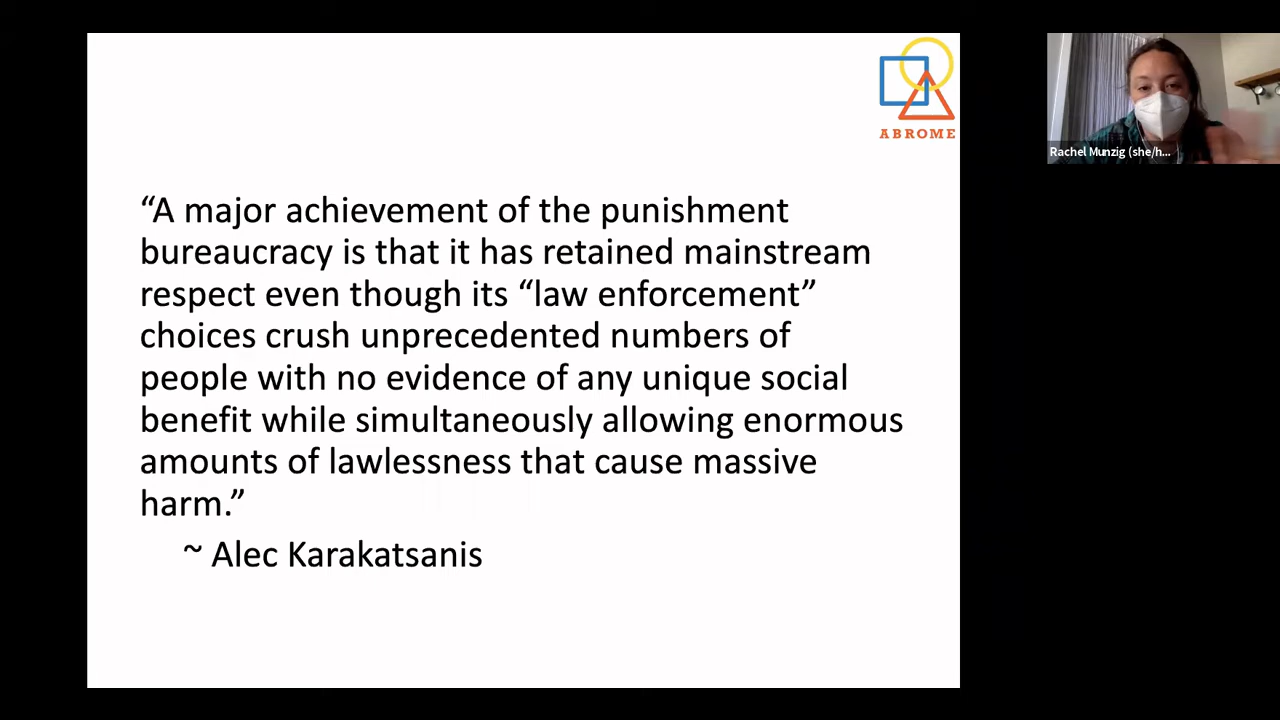 ABROME
Rachel Munzig (she/h...
“A major achievement of the punishment
bureaucracy is that it has retained mainstream
respect even though its “law enforcement”
choices crush unprecedented numbers of
people with no evidence of any unique social
benefit while simultaneously allowing enormous
amounts of lawlessness that cause massive
harm.”
~ Alec Karakatsanis